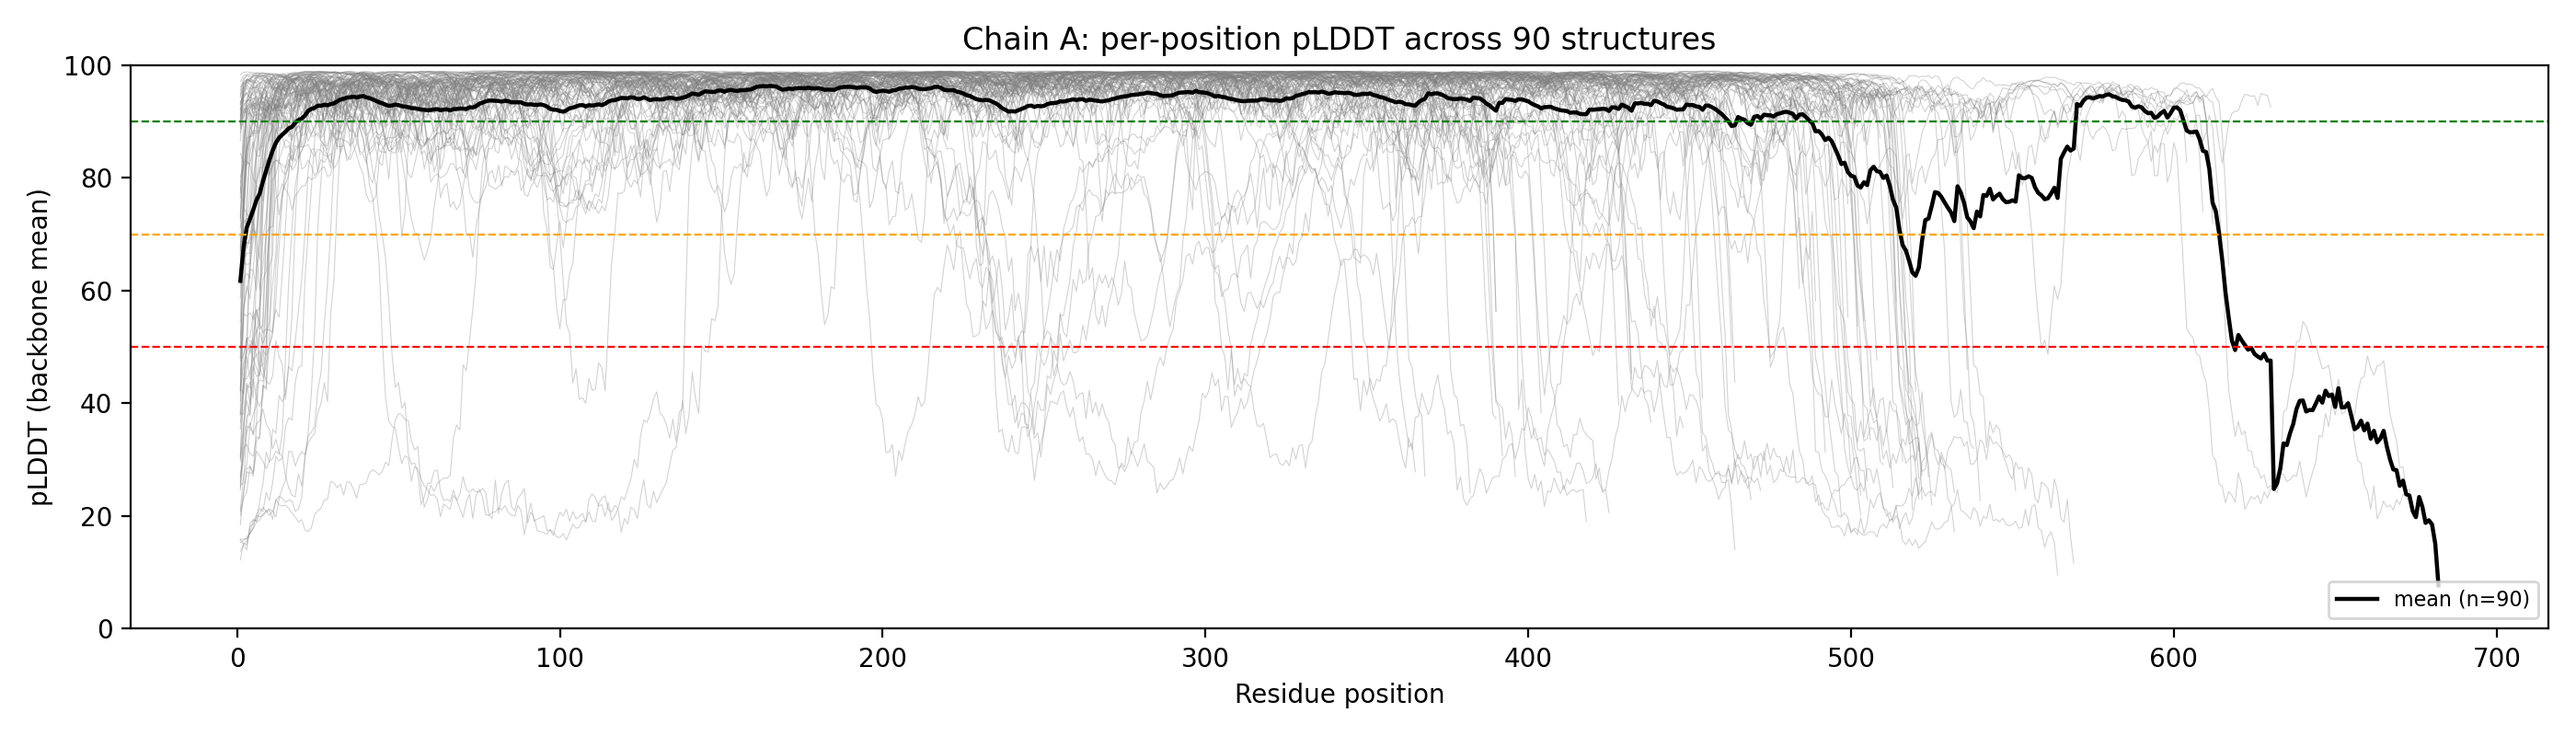 Chain A: per-position pLDDT across 90 structures
pLDDT (backbone mean)
100
80
60
40
20
0
0 100 200 300 400 500 600 700
Residue position
mean (n=90)